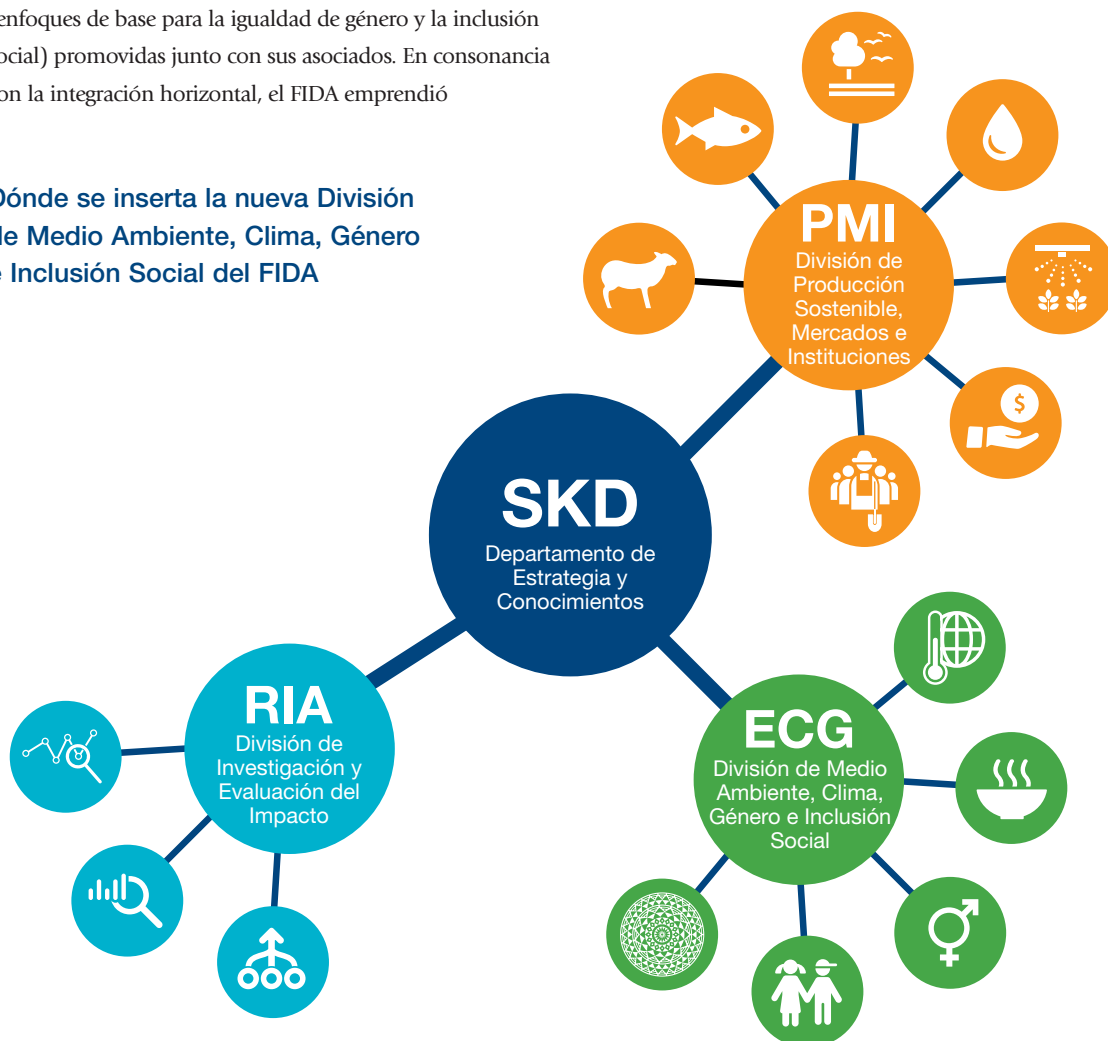 enfoques de base para la igualdad de género y la inclusión
ocial) promovidas junto con sus asociados. En consonancia
on la integración horizontal, el FIDA emprendió
Dónde se inserta la nueva División
de Medio Ambiente, Clima, Género
e Inclusión Social del FIDA
PMI
División de
Producción
Sostenible,
Mercados e
Instituciones
$
SKD
Departamento de
Estrategia y
Conocimientos
RIA
División de
Investigación y
Evaluación del
Impacto
ECG
División de Medio
Ambiente, Clima,
Género e Inclusión
Social